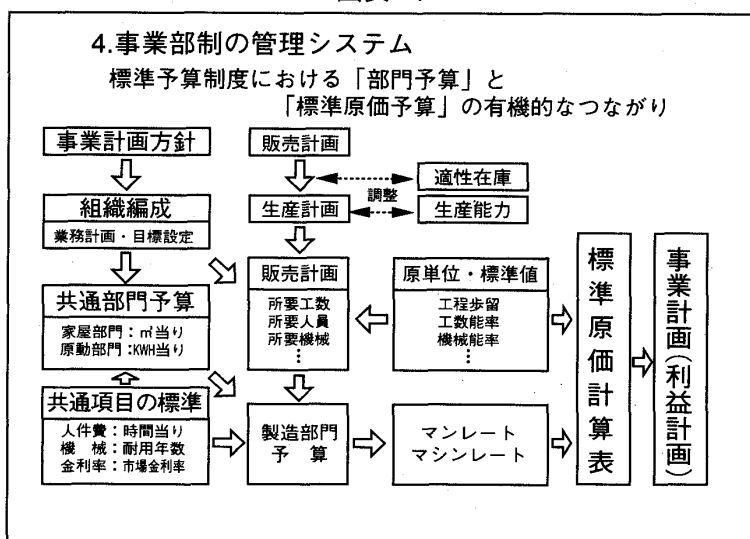 4.事業部制の管理システム
標準予算制度における「部門予算」と
「標準原価予算」の有機的なつながり
事業計画方針
販売計画
適性在庫
調整
組織編成
業務計画・目標設定
生産計画
生産能力
共通部門予算
家屋部門:㎡当り
原動部門:KWH当り
販売計画
所要工数
所要人員
所要機械
⋮
原単位・標準値
工程歩留
工数能率
機械能率
⋮
共通項目の標準
人件費:時間当り
機 械:耐用年数
金利率:市場金利率
製造部門
予 算
マンレート
マシンレート
標準原価計算表
事業計画(利益計画)